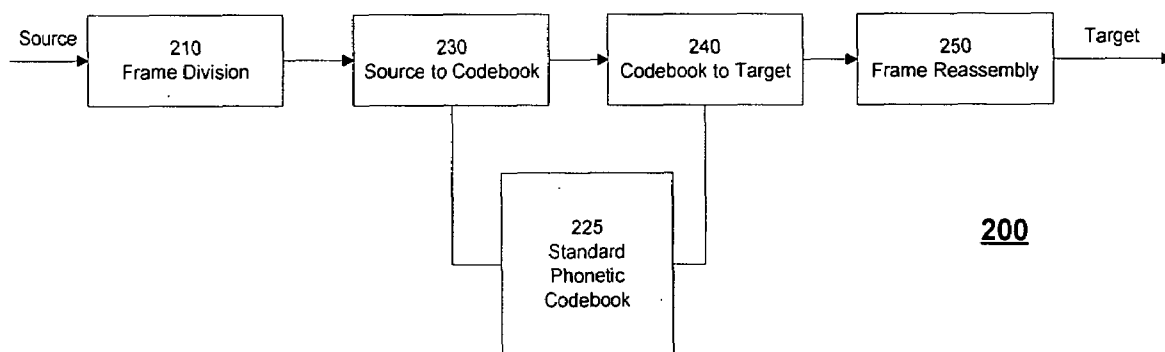 Source
210
Frame Division
230
Source to Codebook
240
Codebook to Target
250
Frame Reassembly
Target
225
Standard
Phonetic
Codebook
200